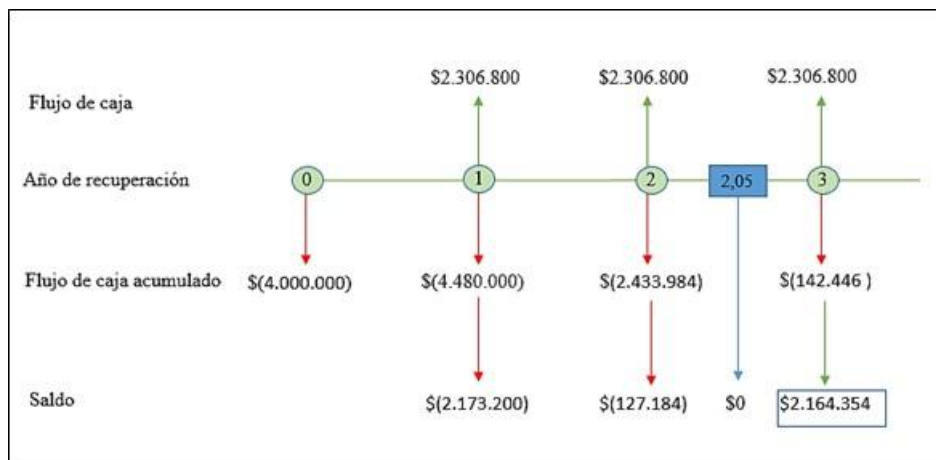 $2.306.800 $2.306.800 $2.306.800
Flujo de caja
Año de recuperación 0 1 2 2,05 3
Flujo de caja acumulado $(4.000.000) $(4.480.000) $(2.433.984) $(142.446 )
Saldo $(2.173.200) $(127.184) $0 $2.164.354